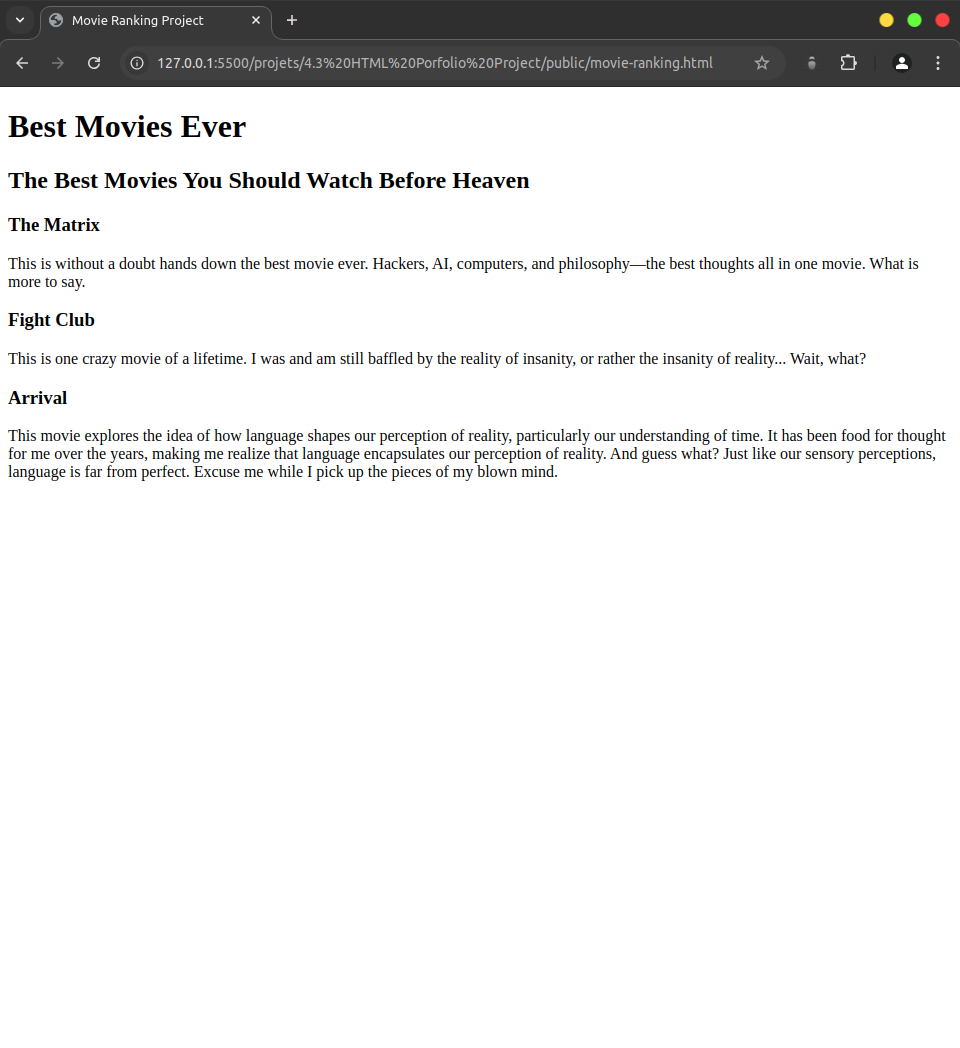 Movie Ranking Project
127.0.0.1:5500/projets/4.3%20HTML%20Porfolio%20Project/public/movie-ranking.html
Best Movies Ever
The Best Movies You Should Watch Before Heaven
The Matrix
This is without a doubt hands down the best movie ever. Hackers, AI, computers, and philosophy—the best thoughts all in one movie. What is
more to say.
Fight Club
This is one crazy movie of a lifetime. I was and am still baffled by the reality of insanity, or rather the insanity of reality... Wait, what?
Arrival
This movie explores the idea of how language shapes our perception of reality, particularly our understanding of time. It has been food for thought
for me over the years, making me realize that language encapsulates our perception of reality. And guess what? Just like our sensory perceptions,
language is far from perfect. Excuse me while I pick up the pieces of my blown mind.